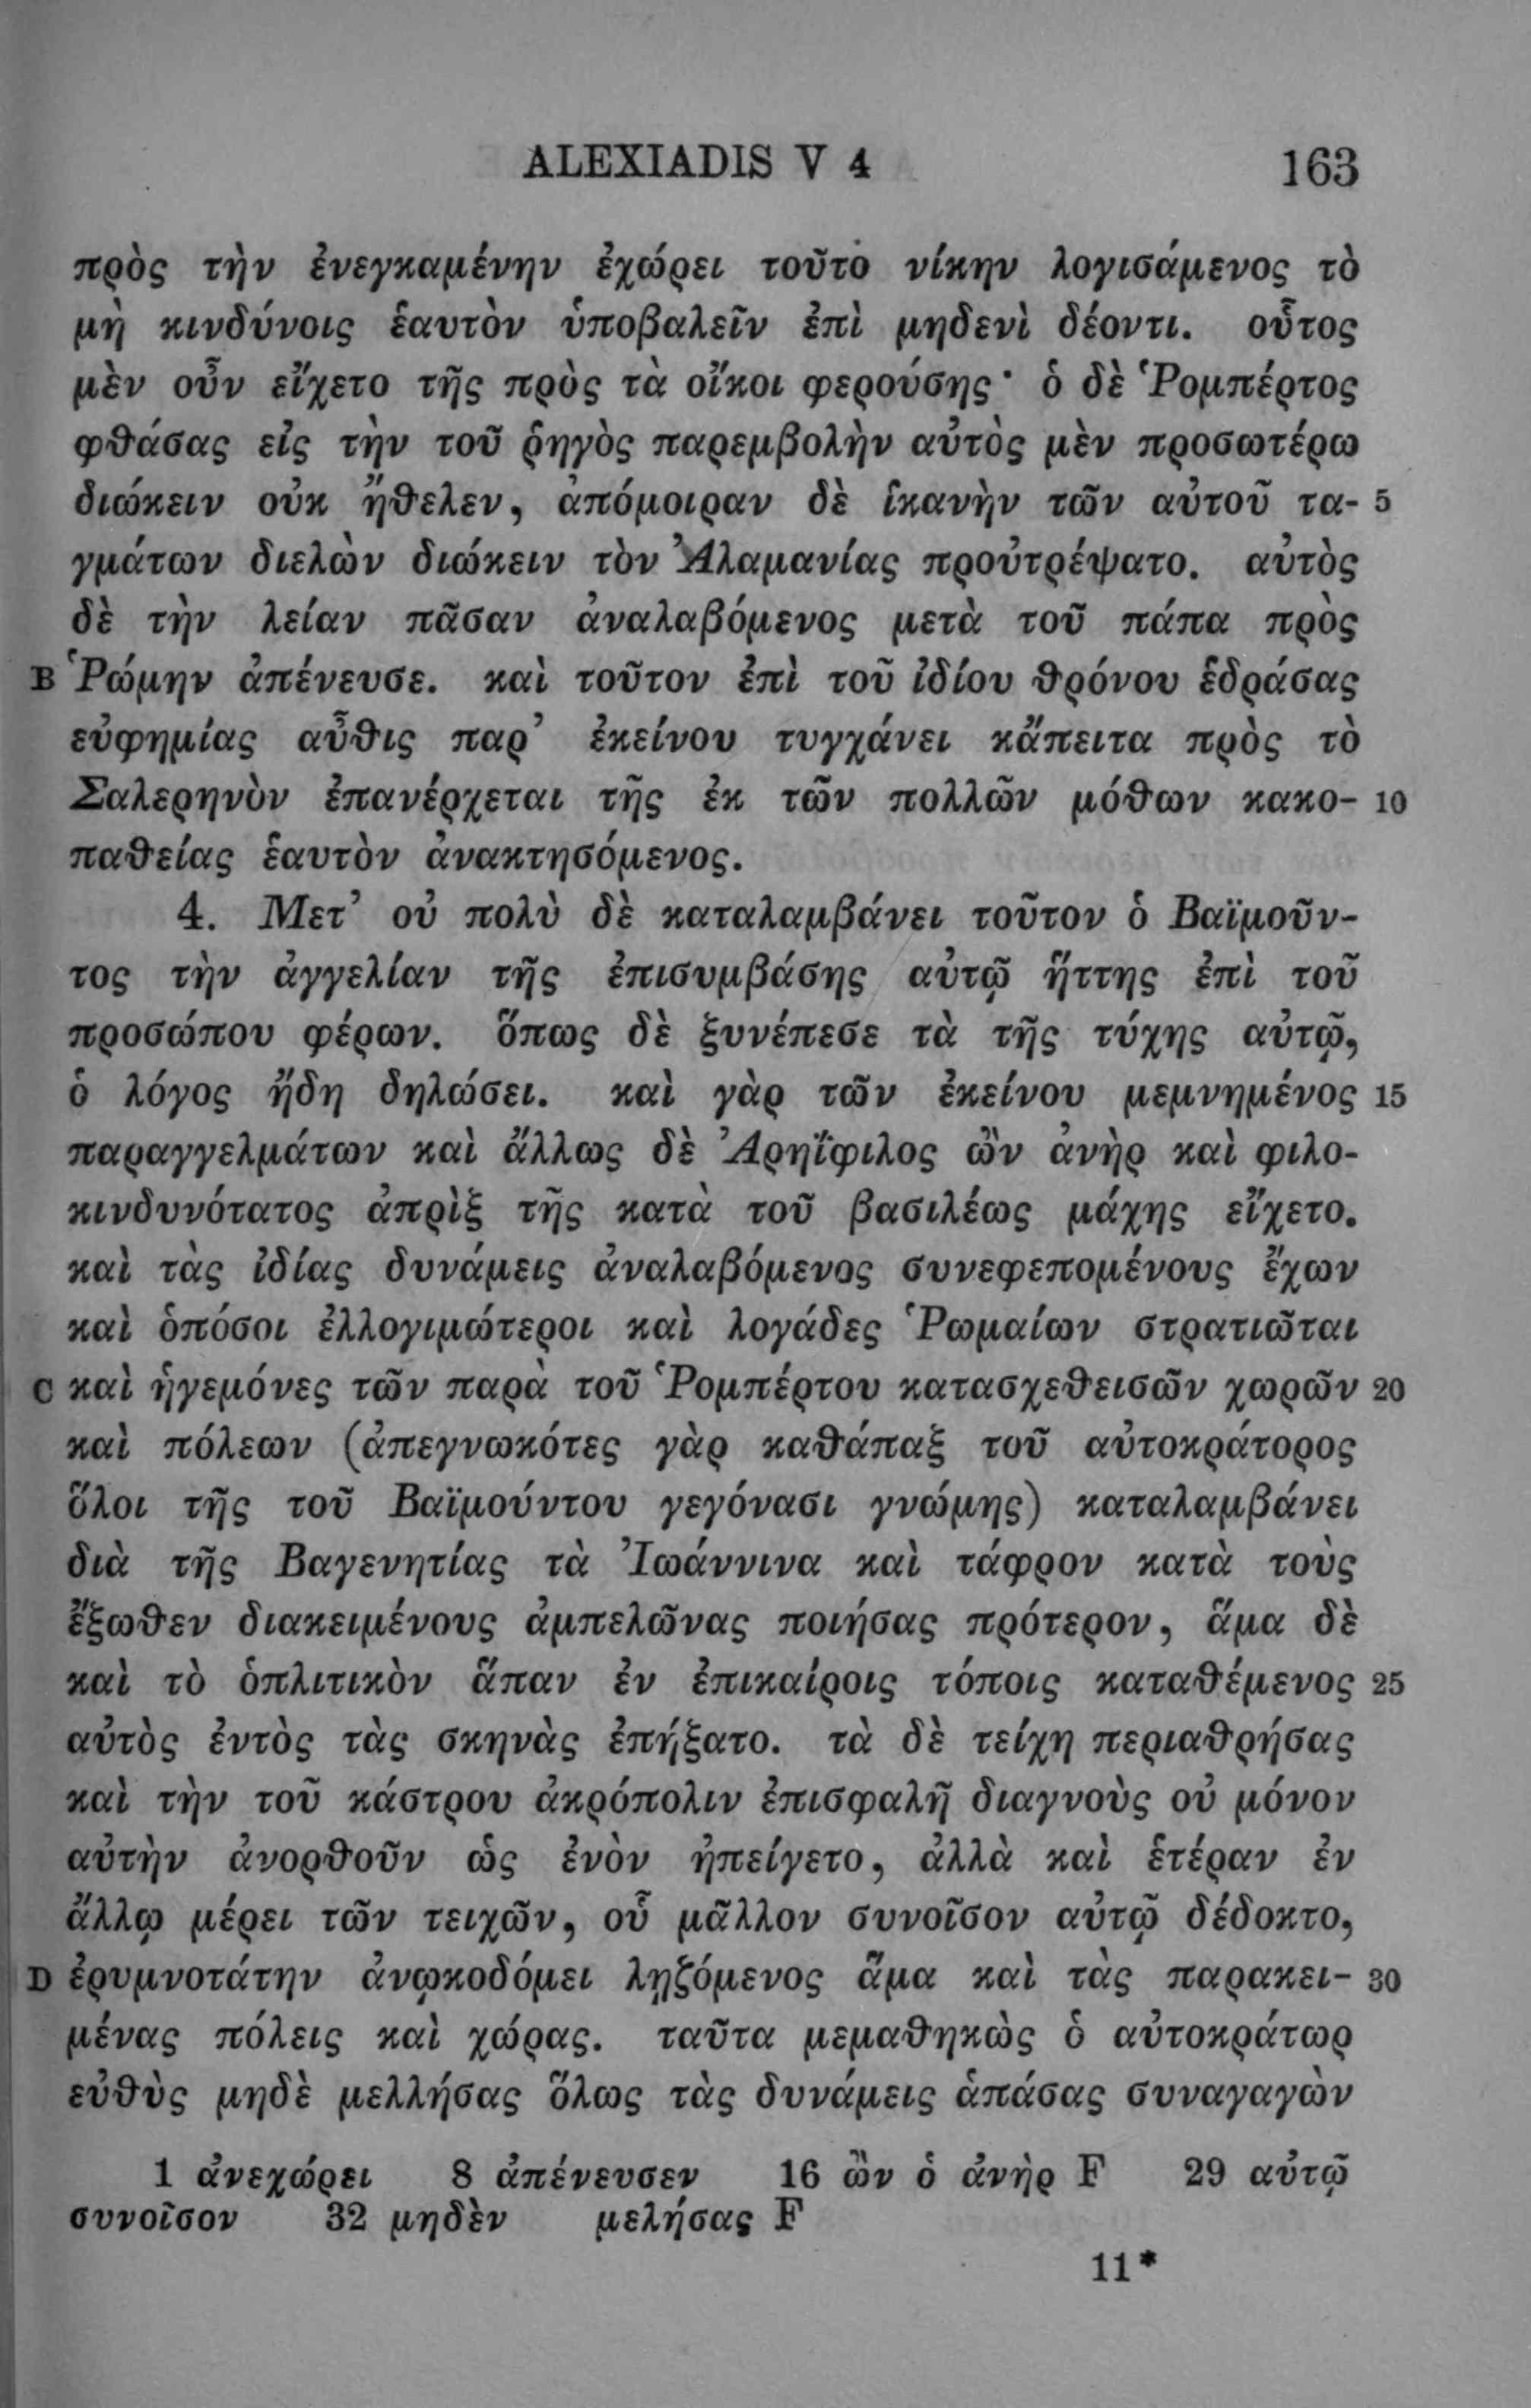 ALEXIADIS V 4 163
πρὸς τὴν ἐνεγκαμένην ἐχώρει τοῦτο νίκην λογισάμενος τὸ
μὴ κινδύνοις ἑαυτὸν ὑποβαλεῖν ἐπὶ μηδενὶ δέοντι. οὗτος
μὲν οὖν εἴχετο τῆς πρὸς τὰ οἴκοι φερούσης· ὁ δὲ Ῥομπέρτος
φθάσας εἰς τὴν τοῦ ῥηγὸς παρεμβολὴν αὐτὸς μὲν προσωτέρω
διώκειν οὐκ ἤθελεν, ἀπόμοιραν δὲ ἱκανὴν τῶν αὐτοῦ τα- 5
γμάτων διελὼν διώκειν τὸν Ἀλαμανίας προὐτρέψατο. αὐτὸς
δὲ τὴν λείαν πᾶσαν ἀναλαβόμενος μετὰ τοῦ πάπα πρὸς
B Ῥώμην ἀπένευσε. καὶ τοῦτον ἐπὶ τοῦ ἰδίου θρόνου ἑδράσας
εὐφημίας αὖθις παρ’ ἐκείνου τυγχάνει κἄπειτα πρὸς τὸ
Σαλερηνὸν ἐπανέρχεται τῆς ἐκ τῶν πολλῶν μόθων κακο- 10
παθείας ἑαυτὸν ἀνακτησόμενος.
4. Μετ’ οὐ πολὺ δὲ καταλαμβάνει τοῦτον ὁ Βαϊμοῦν-
τος τὴν ἀγγελίαν τῆς ἐπισυμβάσης αὐτῷ ἥττης ἐπὶ τοῦ
προσώπου φέρων. ὅπως δὲ ξυνέπεσε τὰ τῆς τύχης αὐτῷ,
ὁ λόγος ἤδη δηλώσει. καὶ γὰρ τῶν ἐκείνου μεμνημένος 15
παραγγελμάτων καὶ ἄλλως δὲ Ἀρηΐφιλος ὢν ἀνὴρ καὶ φιλο-
κινδυνότατος ἀπρὶξ τῆς κατὰ τοῦ βασιλέως μάχης εἴχετο.
καὶ τὰς ἰδίας δυνάμεις ἀναλαβόμενος συνεφεπομένους ἔχων
καὶ ὁπόσοι ἐλλογιμώτεροι καὶ λογάδες Ῥωμαίων στρατιῶται
C καὶ ἡγεμόνες τῶν παρὰ τοῦ Ῥομπέρτου κατασχεθεισῶν χωρῶν 20
καὶ πόλεων (ἀπεγνωκότες γὰρ καθάπαξ τοῦ αὐτοκράτορος
ὅλοι τῆς τοῦ Βαϊμούντου γεγόνασι γνώμης) καταλαμβάνει
διὰ τῆς Βαγενητίας τὰ Ἰωάννινα καὶ τάφρον κατὰ τοὺς
ἔξωθεν διακειμένους ἀμπελῶνας ποιήσας πρότερον, ἅμα δὲ
καὶ τὸ ὁπλιτικὸν ἅπαν ἐν ἐπικαίροις τόποις καταθέμενος 25
αὐτὸς ἐντὸς τὰς σκηνὰς ἐπήξατο. τὰ δὲ τείχη περιαθρήσας
καὶ τὴν τοῦ κάστρου ἀκρόπολιν ἐπισφαλῆ διαγνοὺς οὐ μόνον
αὐτὴν ἀνορθοῦν ὡς ἐνὸν ἠπείγετο, ἀλλὰ καὶ ἑτέραν ἐν
ἄλλῳ μέρει τῶν τειχῶν, οὗ μᾶλλον συνοῖσον αὐτῷ δέδοκτο,
D ἐρυμνοτάτην ἀνῳκοδόμει λῃζόμενος ἅμα καὶ τὰς παρακει- 30
μένας πόλεις καὶ χώρας. ταῦτα μεμαθηκὼς ὁ αὐτοκράτωρ
εὐθὺς μηδὲ μελλήσας ὅλως τὰς δυνάμεις ἁπάσας συναγαγὼν
1 ἀνεχώρει 8 ἀπένευσεν 16 ὢν ὁ ἀνὴρ F 29 αὐτῷ
συνοῖσον 32 μηδὲν μελήσας F
11*